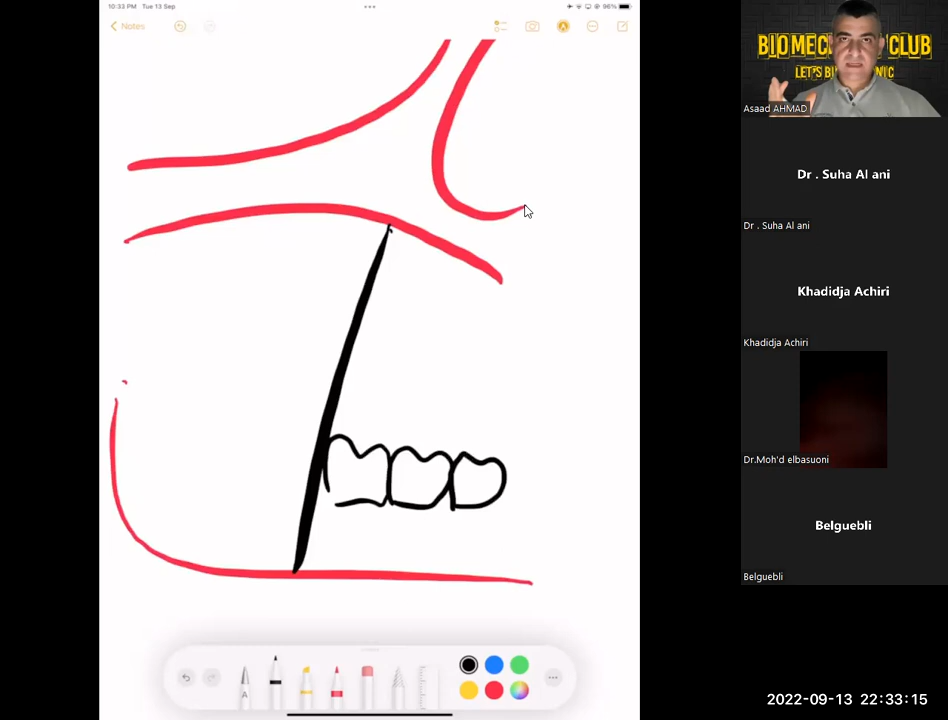 10:33 PM Tue 13 Sep
96%
Notes
BIOMEC CLUB
LET'S BI NIC
Asaad AHMAD
Dr . Suha Al ani
Dr . Suha Al ani
Khadidja Achiri
Khadidja Achiri
Dr.Moh'd elbasuoni
Belguebli
Belguebli
A
2022-09-13 22:33:15